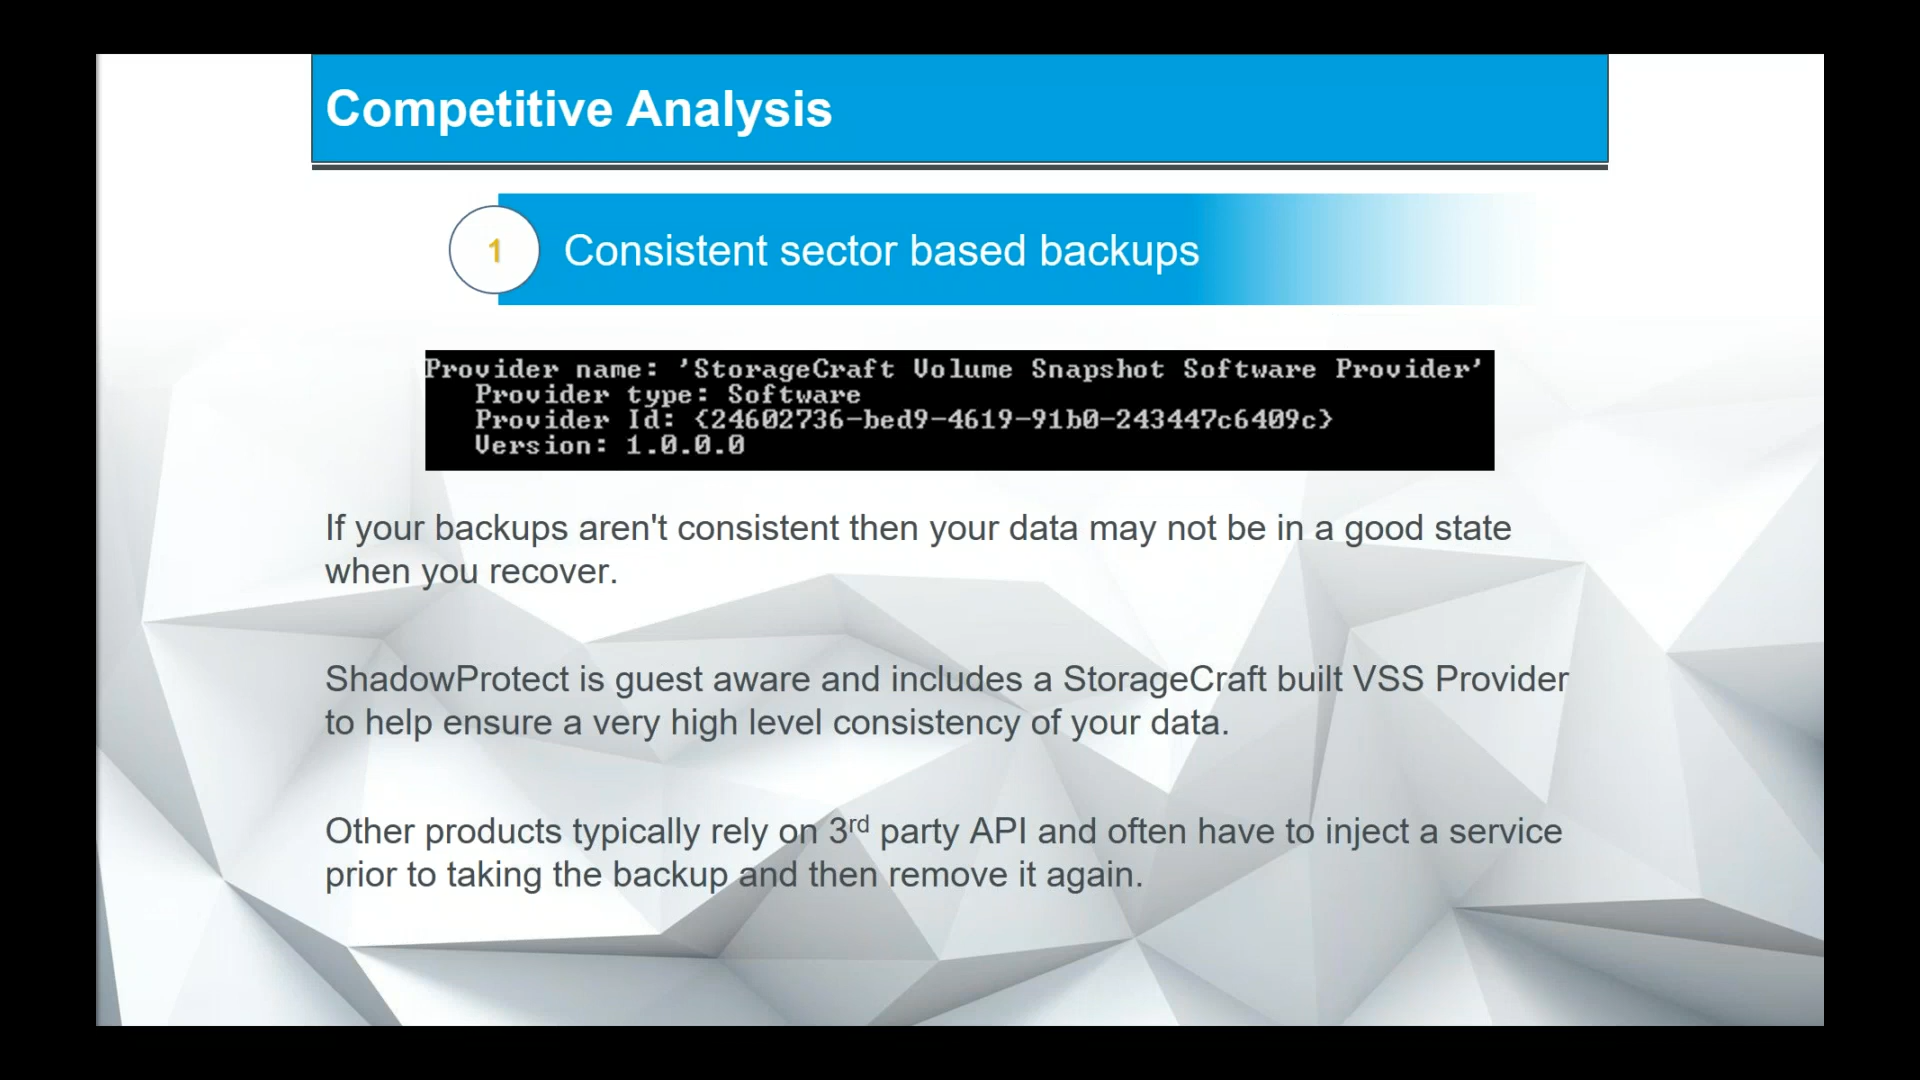 Competitive Analysis
1
Consistent sector based backups
Provider name: 'StorageCraft Volume Snapshot Software Provider'
Provider type: Software
Provider Id: {24602736-bed9-4619-91b0-243447c6409c}
Version: 1.0.0.0
If your backups aren't consistent then your data may not be in a good state
when you recover.
ShadowProtect is guest aware and includes a StorageCraft built VSS Provider
to help ensure a very high level consistency of your data.
Other products typically rely on 3rd party API and often have to inject a service
prior to taking the backup and then remove it again.